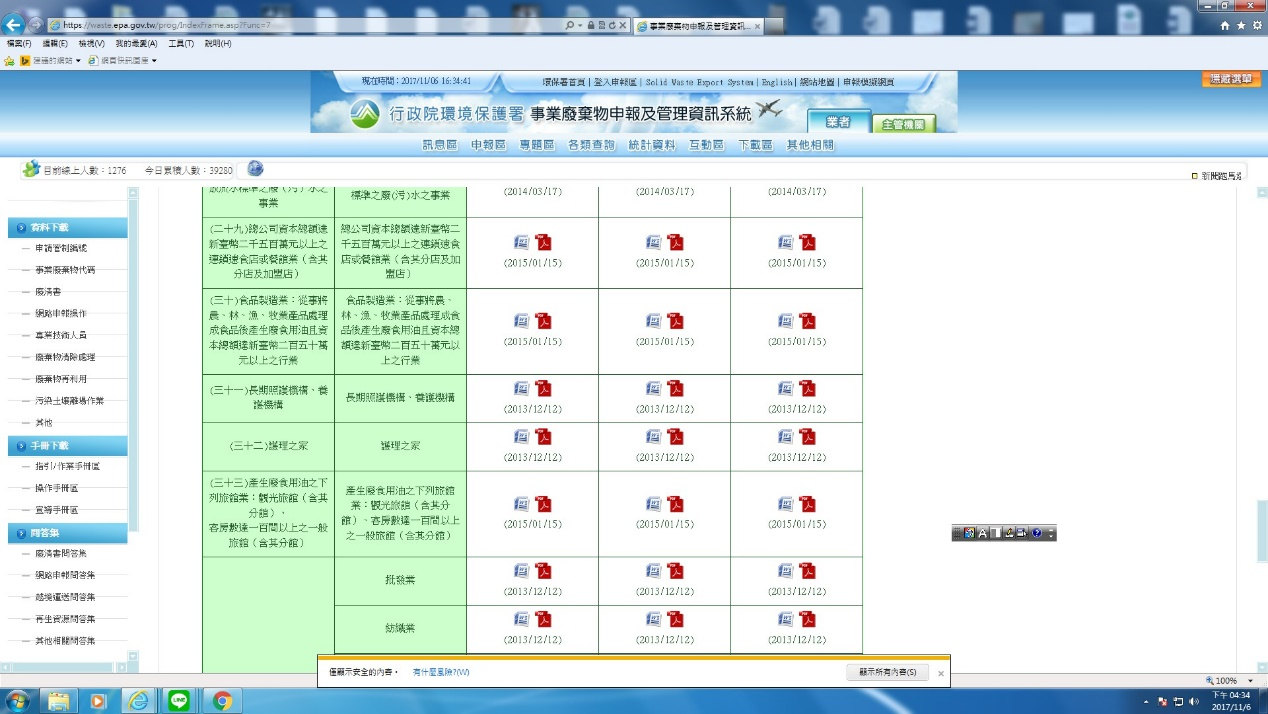 https://waste.epa.gov.tw/prog/IndexFrame.asp?Func=7
事業廢棄物申報及管理資訊...
檔案(F) 編輯(E) 檢視(V) 我的最愛(A) 工具(T) 說明(H)
建議的網站 網頁快訊圖庫
現在時間：2017/11/06 16:34:41
環保署首頁 | 登入申報區 | Solid Waste Export System | English | 網站地圖 | 申報模擬網頁
隱藏選單
行政院環境保護署 事業廢棄物申報及管理資訊系統
業者 主管機關
訊息區 申報區 專題區 各類查詢 統計資料 互動區 下載區 其他相關
目前線上人數：1276 今日累積人數：39280
新聞跑馬燈
資料下載
申請管制編號
事業廢棄物代碼
廢清書
網路申報操作
專業技術人員
廢棄物清除處理
廢棄物再利用
污染土壤離場作業
其他
手冊下載
指引/作業手冊區
操作手冊區
宣導手冊區
問答集
廢清書問答集
網路申報問答集
越境運送問答集
再生資源問答集
其他相關問答集
放流水標準之廢（污）水之
事業
標準之廢(污)水之事業
(2014/03/17) (2014/03/17) (2014/03/17)
(二十九)總公司資本總額達
新臺幣二千五百萬元以上之
連鎖速食店或餐館業（含其
分店及加盟店）
總公司資本總額達新臺幣二
千五百萬元以上之連鎖速食
店或餐館業（含其分店及加
盟店）
(2015/01/15) (2015/01/15) (2015/01/15)
(三十)食品製造業：從事將
農、林、漁、牧業產品處理
成食品後產生廢食用油且資
本總額達新臺幣二百五十萬
元以上之行業
食品製造業：從事將農、
林、漁、牧業產品處理成食
品後產生廢食用油且資本總
額達新臺幣二百五十萬元以
上之行業
(2015/01/15) (2015/01/15) (2015/01/15)
(三十一)長期照護機構、養
護機構
長期照護機構、養護機構
(2013/12/12) (2013/12/12) (2013/12/12)
(三十二)護理之家
護理之家
(2013/12/12) (2013/12/12) (2013/12/12)
(三十三)產生廢食用油之下
列旅館業：觀光旅館（含其
分館）、
客房數達一百間以上之一般
旅館（含其分館）
產生廢食用油之下列旅館
業：觀光旅館（含其分
館）、客房數達一百間以上
之一般旅館（含其分館）
(2015/01/15) (2015/01/15) (2015/01/15)
批發業
(2013/12/12) (2013/12/12) (2013/12/12)
紡織業
(2013/12/12) (2013/12/12) (2013/12/12)
僅顯示安全的內容。 有什麼風險?(W) 顯示所有內容(S)
100%
下午 04:34
2017/11/6